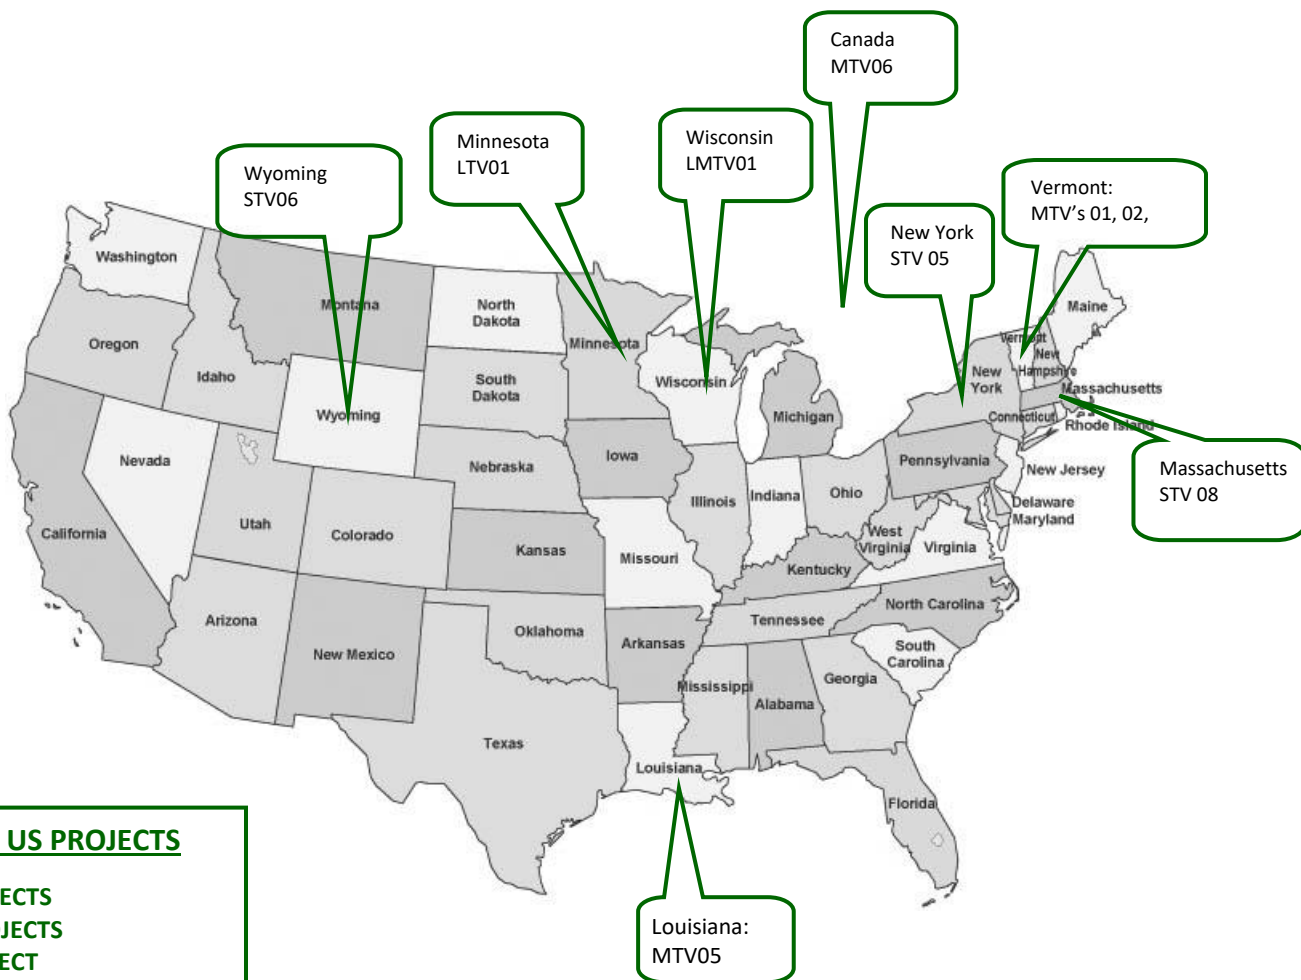 Canada
MTV06
Minnesota
LTV01
Wisconsin
LMTV01
Wyoming
STV06
Vermont:
MTV's 01, 02,
New York
STV 05
Washington
Montana
North
Dakota
Minnesota
Maine
Oregon
Idaho
South
Dakota
Wisconsin
Vermont
New
Hampshire
New
York
Massachusetts
Wyoming
Michigan
Connecticut
Rhode Island
Nevada
Nebraska
Iowa
Pennsylvania
New Jersey
Massachusetts
STV 08
Illinois
Indiana
Ohio
Delaware
Maryland
California
Utah
Colorado
Kansas
Missouri
West
Virginia
Virginia
Kentucky
North Carolina
Arizona
New Mexico
Oklahoma
Arkansas
Tennessee
South
Carolina
Mississippi
Alabama
Georgia
Texas
Louisiana
Florida
US PROJECTS
ECTS
JECTS
ECT
Louisiana:
MTV05